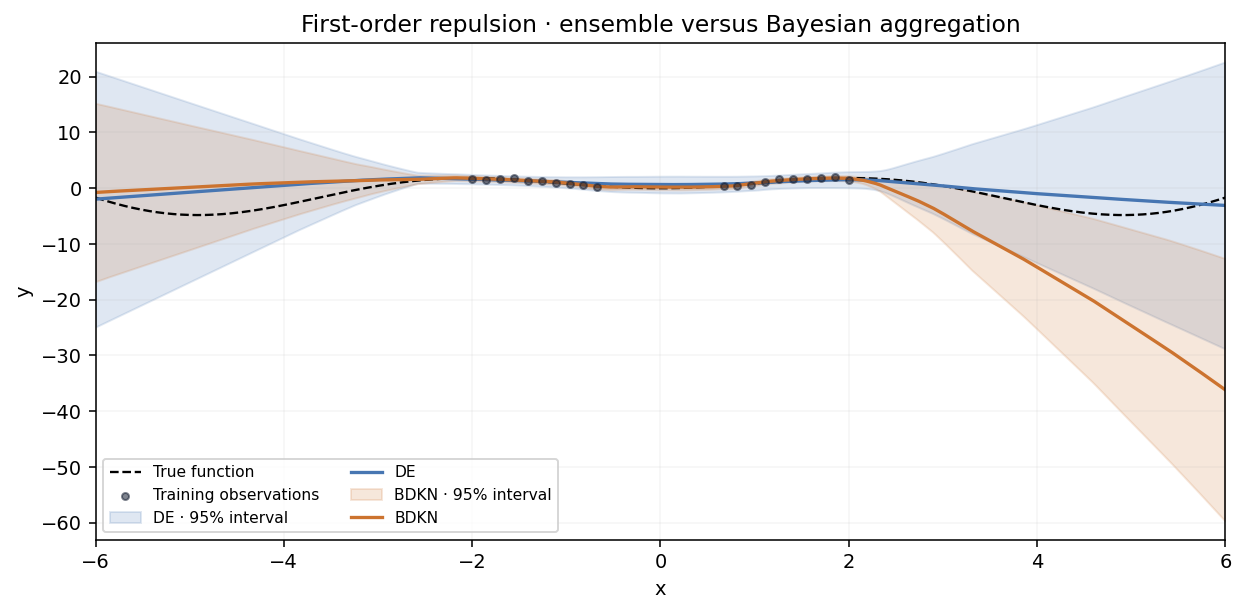 First-order repulsion · ensemble versus Bayesian aggregation
20
10
0
−10
−20
−30
−40
−50
−60
y
True function
Training observations
DE · 95% interval
DE
BDKN · 95% interval
BDKN
−6
−4
−2
0
2
4
6
x